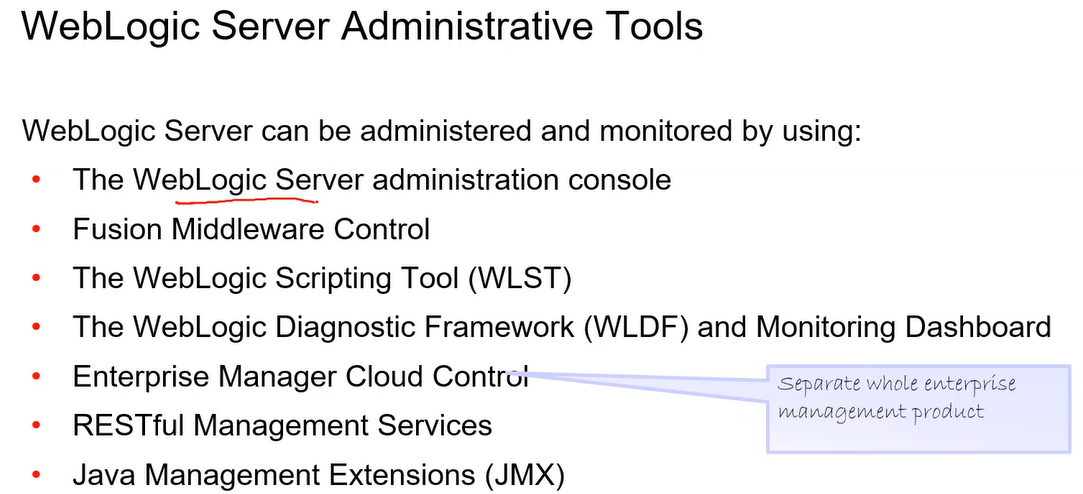 WebLogic Server Administrative Tools
WebLogic Server can be administered and monitored by using:
• The WebLogic Server administration console
• Fusion Middleware Control
• The WebLogic Scripting Tool (WLST)
• The WebLogic Diagnostic Framework (WLDF) and Monitoring Dashboard
• Enterprise Manager Cloud Control
Separate whole enterprise
management product
• RESTful Management Services
• Java Management Extensions (JMX)